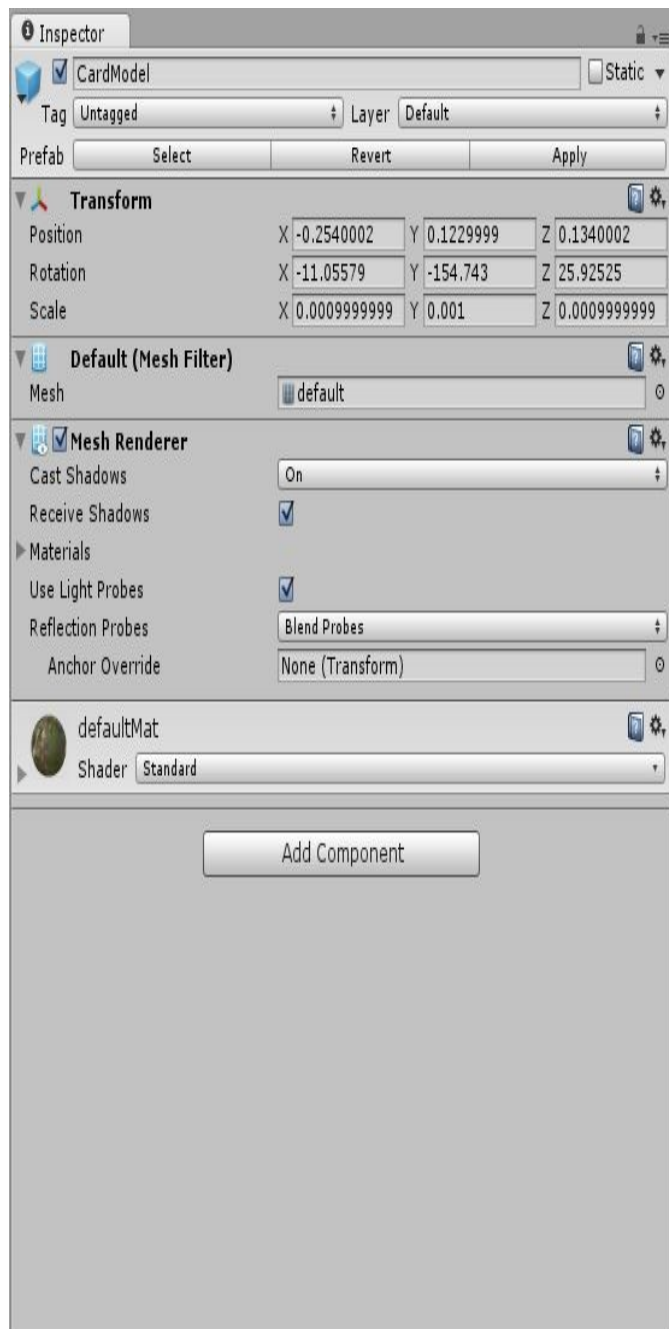 Inspector
CardModel Static
Tag Untagged Layer Default
Prefab Select Revert Apply
Transform
Position X -0.2540002 Y 0.1229999 Z 0.1340002
Rotation X -11.05579 Y -154.743 Z 25.92525
Scale X 0.0009999999 Y 0.001 Z 0.0009999999
Default (Mesh Filter)
Mesh default
Mesh Renderer
Cast Shadows On
Receive Shadows
Materials
Use Light Probes
Reflection Probes Blend Probes
Anchor Override None (Transform)
defaultMat
Shader Standard
Add Component